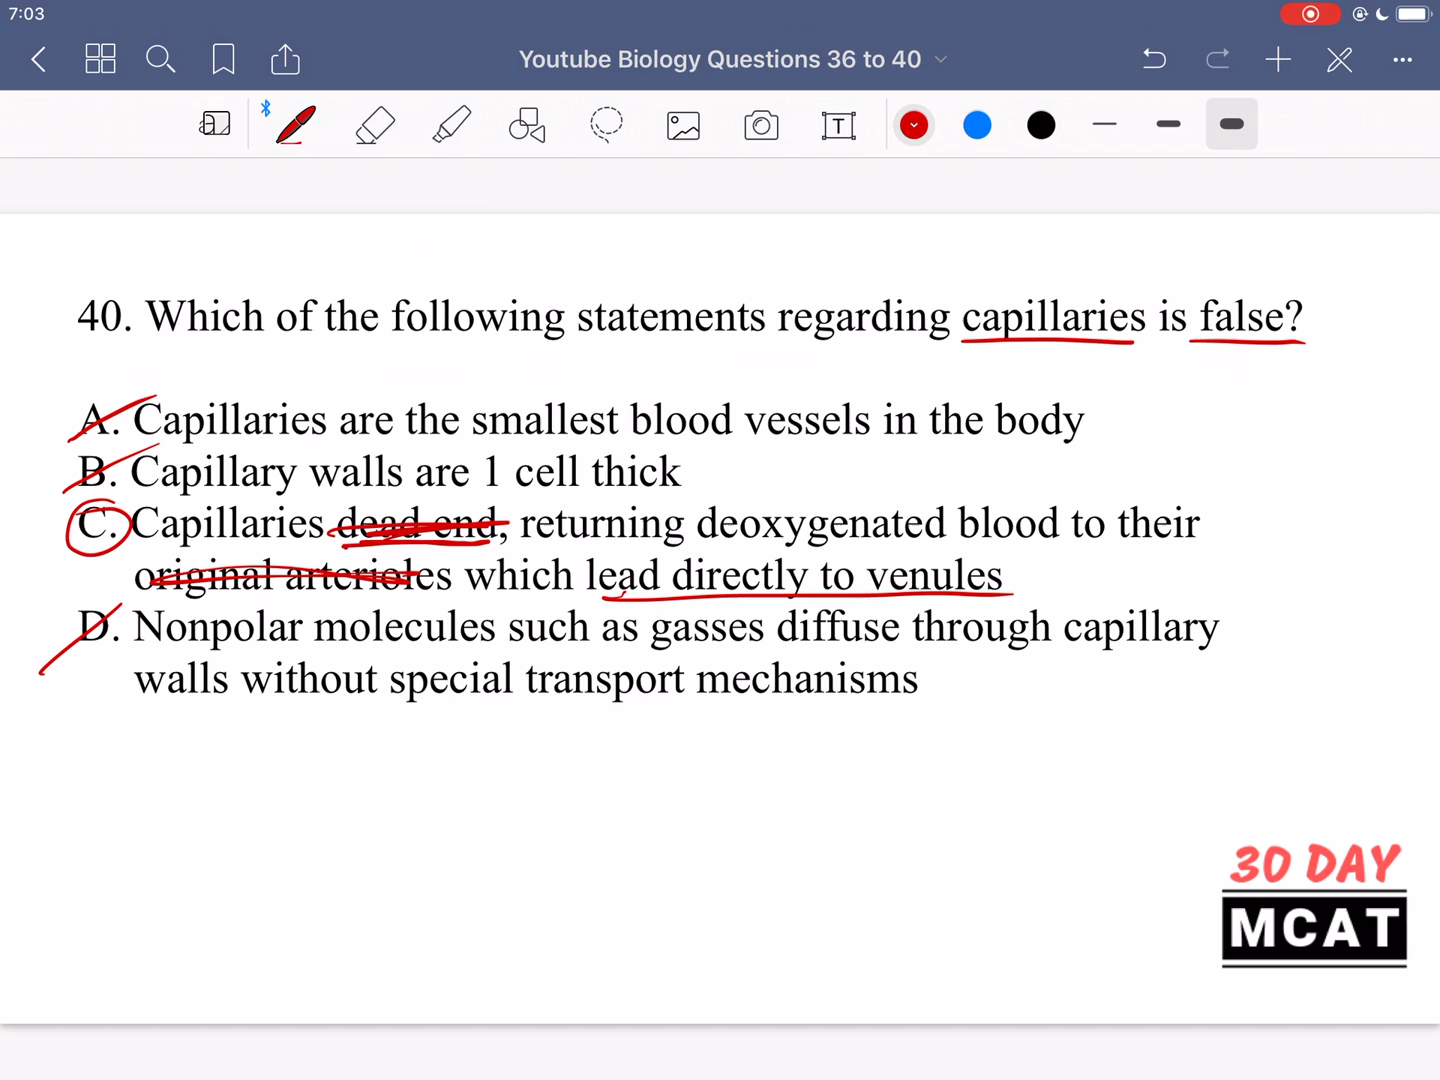 7:03
Youtube Biology Questions 36 to 40
T
40. Which of the following statements regarding capillaries is false?
A. Capillaries are the smallest blood vessels in the body
B. Capillary walls are 1 cell thick
C. Capillaries dead end, returning deoxygenated blood to their
original arterioles which lead directly to venules
D. Nonpolar molecules such as gasses diffuse through capillary
walls without special transport mechanisms
30 DAY
MCAT